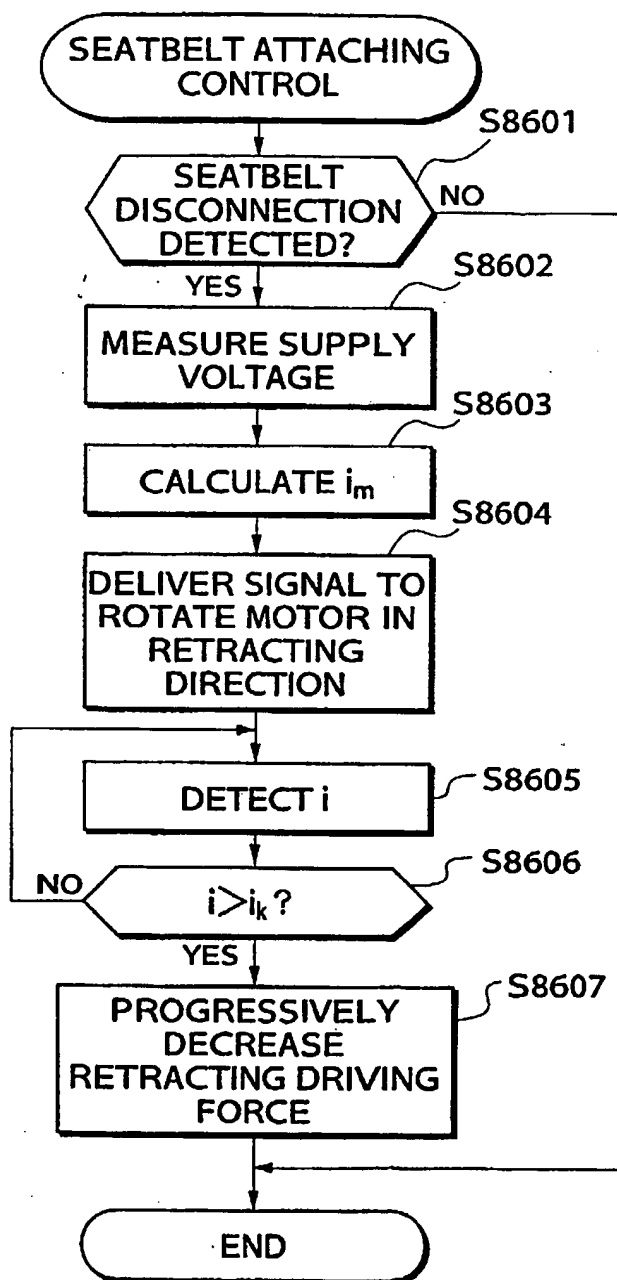 SEATBELT ATTACHING
CONTROL
S8601
SEATBELT
DISCONNECTION
DETECTED?
NO
YES
S8602
MEASURE SUPPLY
VOLTAGE
S8603
CALCULATE iₘ
S8604
DELIVER SIGNAL TO
ROTATE MOTOR IN
RETRACTING
DIRECTION
S8605
DETECT i
S8606
NO
i>iₖ?
YES
S8607
PROGRESSIVELY
DECREASE
RETRACTING DRIVING
FORCE
END